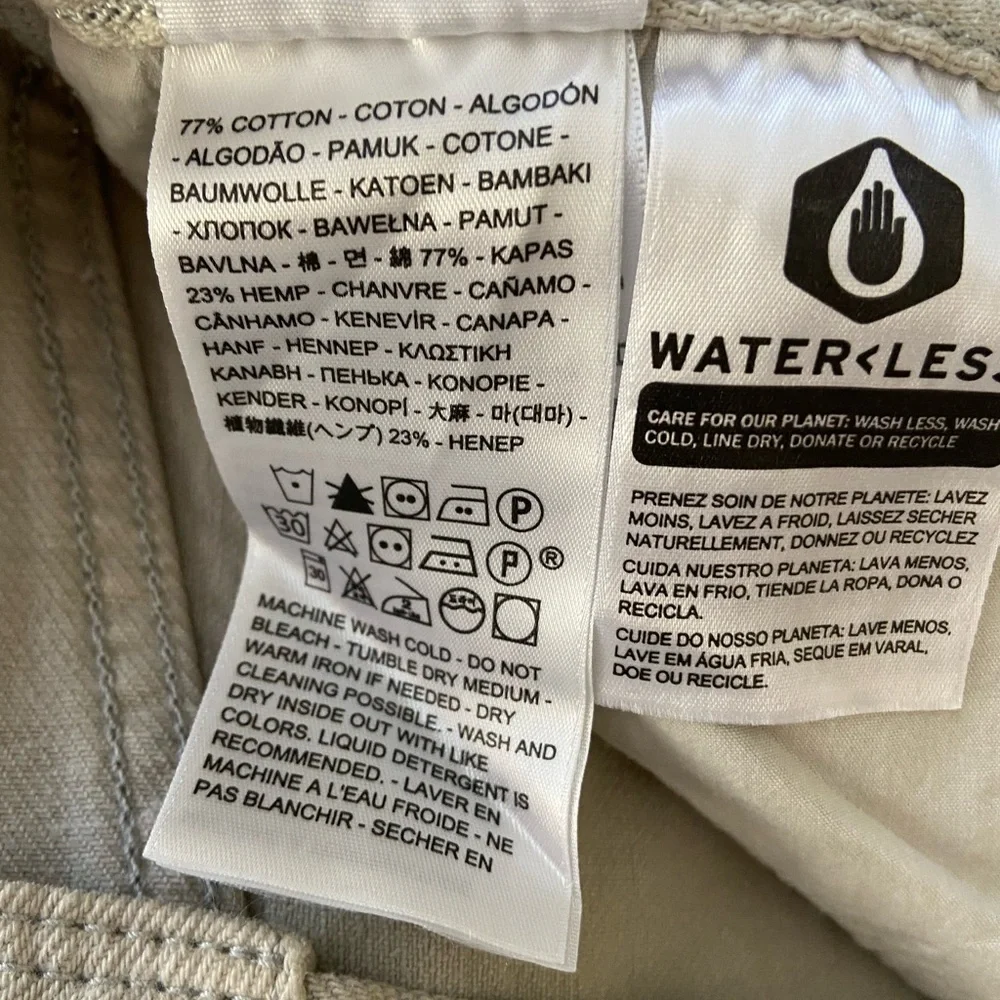 77% COTTON - COTON - ALGODÓN
- ALGODÃO - PAMUK - COTONE -
BAUMWOLLE - KATOEN - BAMBAKI
- ХЛОПОК - BAWEŁNA - PAMUT -
BAVLNA - 棉 - 면 - 綿 77% - KAPAS
23% HEMP - CHANVRE - CAÑAMO -
CÂNHAMO - KENEVİR - CANAPA -
HANF - HENNEP - ΚΛΩΣΤΙΚΗ
ΚΑΝΑΒΗ - ПЕНЬКА - KONOPIE -
KENDER - KONOPÍ - 大麻 - 마(대마) -
植物繊維(ヘンプ) 23% - HENEP
P
30
P ®
30
2
MACHINE WASH COLD - DO NOT
BLEACH - TUMBLE DRY MEDIUM -
WARM IRON IF NEEDED - DRY
CLEANING POSSIBLE. - WASH AND
DRY INSIDE OUT WITH LIKE
COLORS. LIQUID DETERGENT IS
RECOMMENDED. - LAVER EN
MACHINE A L'EAU FROIDE - NE
PAS BLANCHIR - SECHER EN
WATER<LES
CARE FOR OUR PLANET: WASH LESS, WASH
COLD, LINE DRY, DONATE OR RECYCLE
PRENEZ SOIN DE NOTRE PLANETE: LAVEZ
MOINS, LAVEZ A FROID, LAISSEZ SECHER
NATURELLEMENT, DONNEZ OU RECYCLEZ
CUIDA NUESTRO PLANETA: LAVA MENOS,
LAVA EN FRIO, TIENDE LA ROPA, DONA O
RECICLA.
CUIDE DO NOSSO PLANETA: LAVE MENOS,
LAVE EM ÁGUA FRIA, SEQUE EM VARAL,
DOE OU RECICLE.